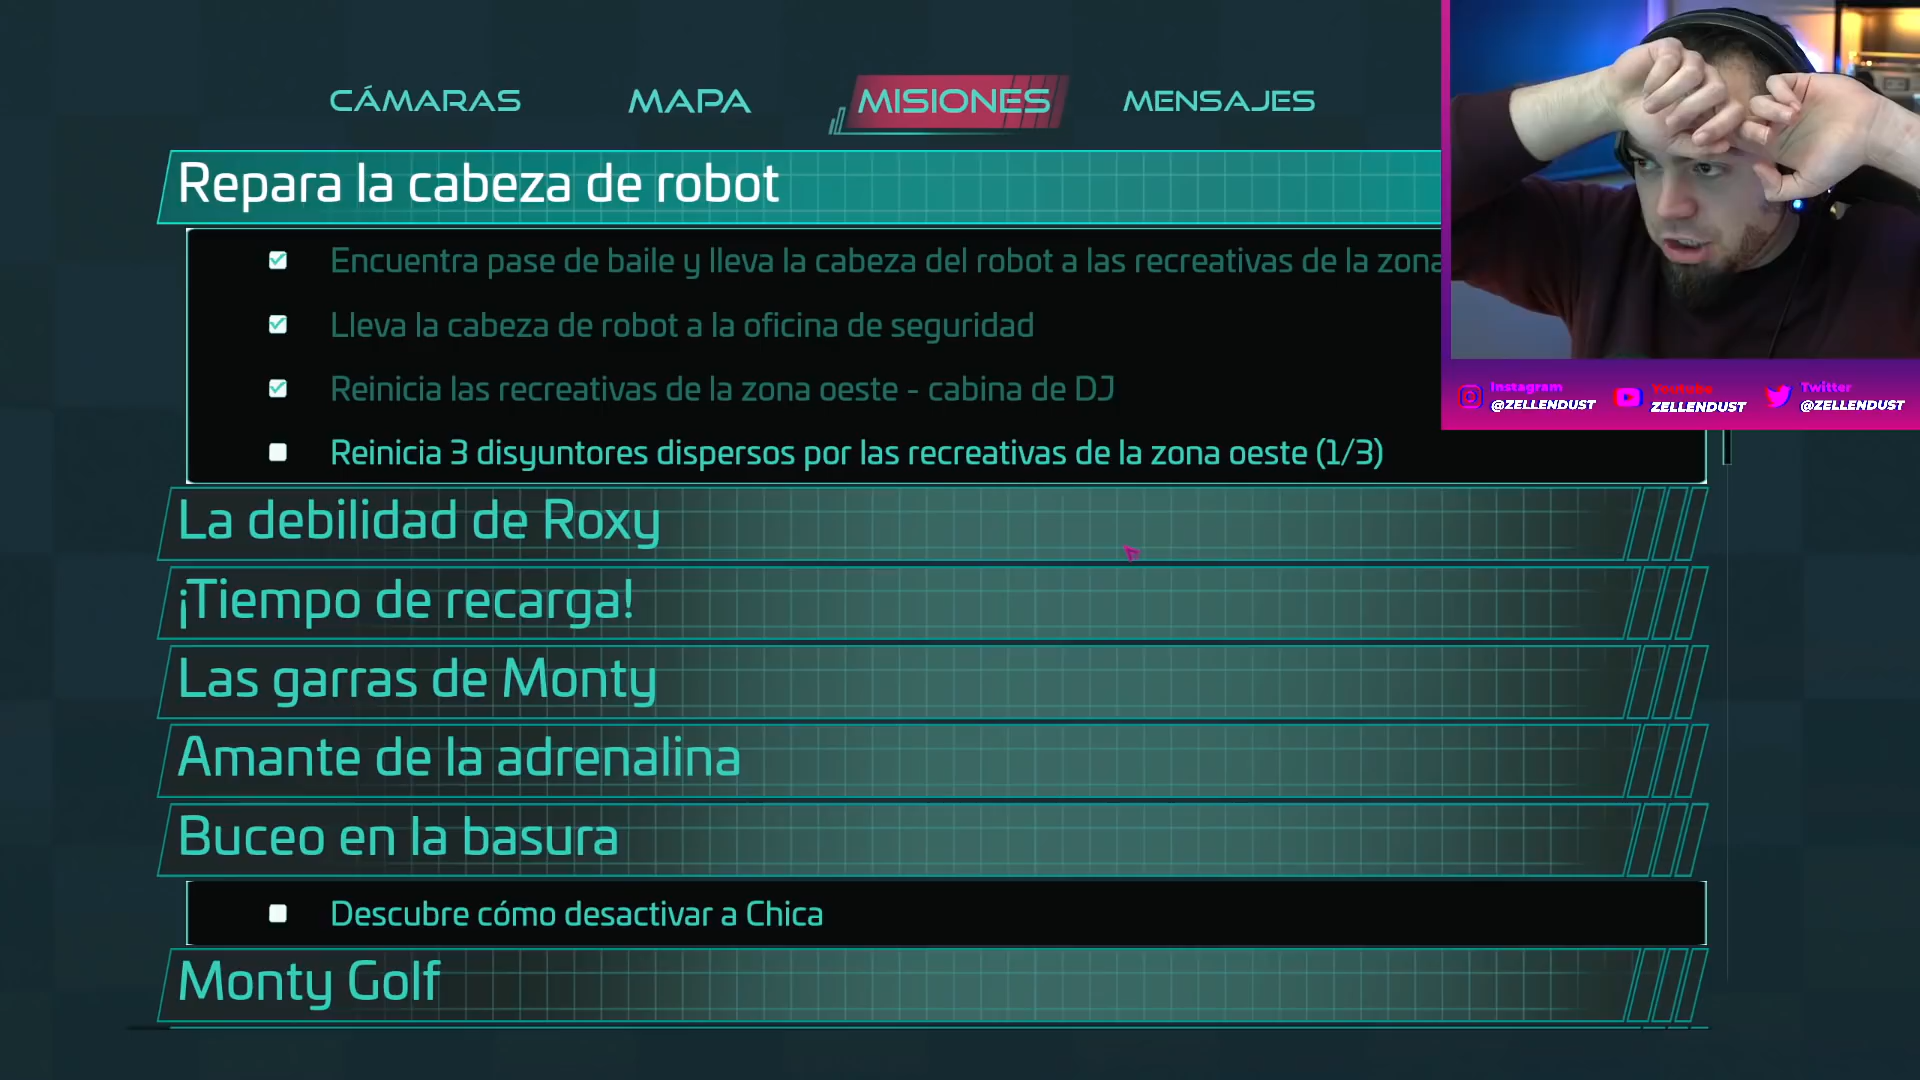 CÁMARAS MAPA MISIONES MENSAJES
Repara la cabeza de robot
Encuentra pase de baile y lleva la cabeza del robot a las recreativas de la zona
Lleva la cabeza de robot a la oficina de seguridad
Reinicia las recreativas de la zona oeste - cabina de DJ
Reinicia 3 disyuntores dispersos por las recreativas de la zona oeste (1/3)
La debilidad de Roxy
¡Tiempo de recarga!
Las garras de Monty
Amante de la adrenalina
Buceo en la basura
Descubre cómo desactivar a Chica
Monty Golf
Instagram
@ZELLENDUST
Youtube
ZELLENDUST
Twitter
@ZELLENDUST